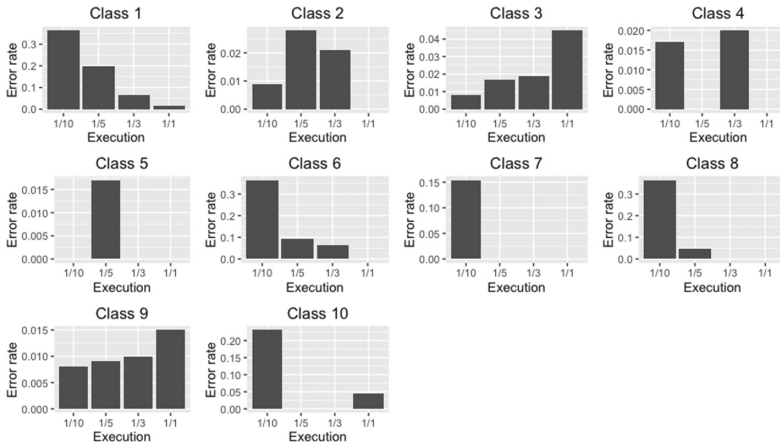 Class 1
Error rate
0.3
0.2
0.1
0.0
1/10 1/5 1/3 1/1
Execution
Class 2
Error rate
0.02
0.01
0.00
1/10 1/5 1/3 1/1
Execution
Class 3
Error rate
0.04
0.03
0.02
0.01
0.00
1/10 1/5 1/3 1/1
Execution
Class 4
Error rate
0.020
0.015
0.010
0.005
0.000
1/10 1/5 1/3 1/1
Execution
Class 5
Error rate
0.015
0.010
0.005
0.000
1/10 1/5 1/3 1/1
Execution
Class 6
Error rate
0.3
0.2
0.1
0.0
1/10 1/5 1/3 1/1
Execution
Class 7
Error rate
0.15
0.10
0.05
0.00
1/10 1/5 1/3 1/1
Execution
Class 8
Error rate
0.3
0.2
0.1
0.0
1/10 1/5 1/3 1/1
Execution
Class 9
Error rate
0.015
0.010
0.005
0.000
1/10 1/5 1/3 1/1
Execution
Class 10
Error rate
0.20
0.15
0.10
0.05
0.00
1/10 1/5 1/3 1/1
Execution